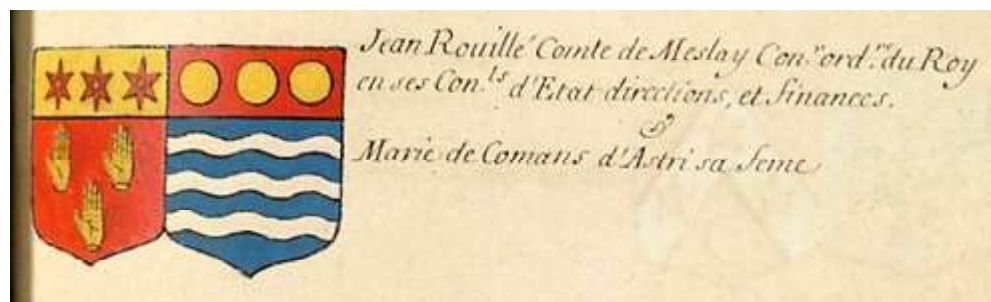 Jean Rouillé Comte de Meslay Con.er ord.re du Roy
en ses Con.ls d'Etat directions, et finances.
&
Marie de Comans d'Astri sa feme